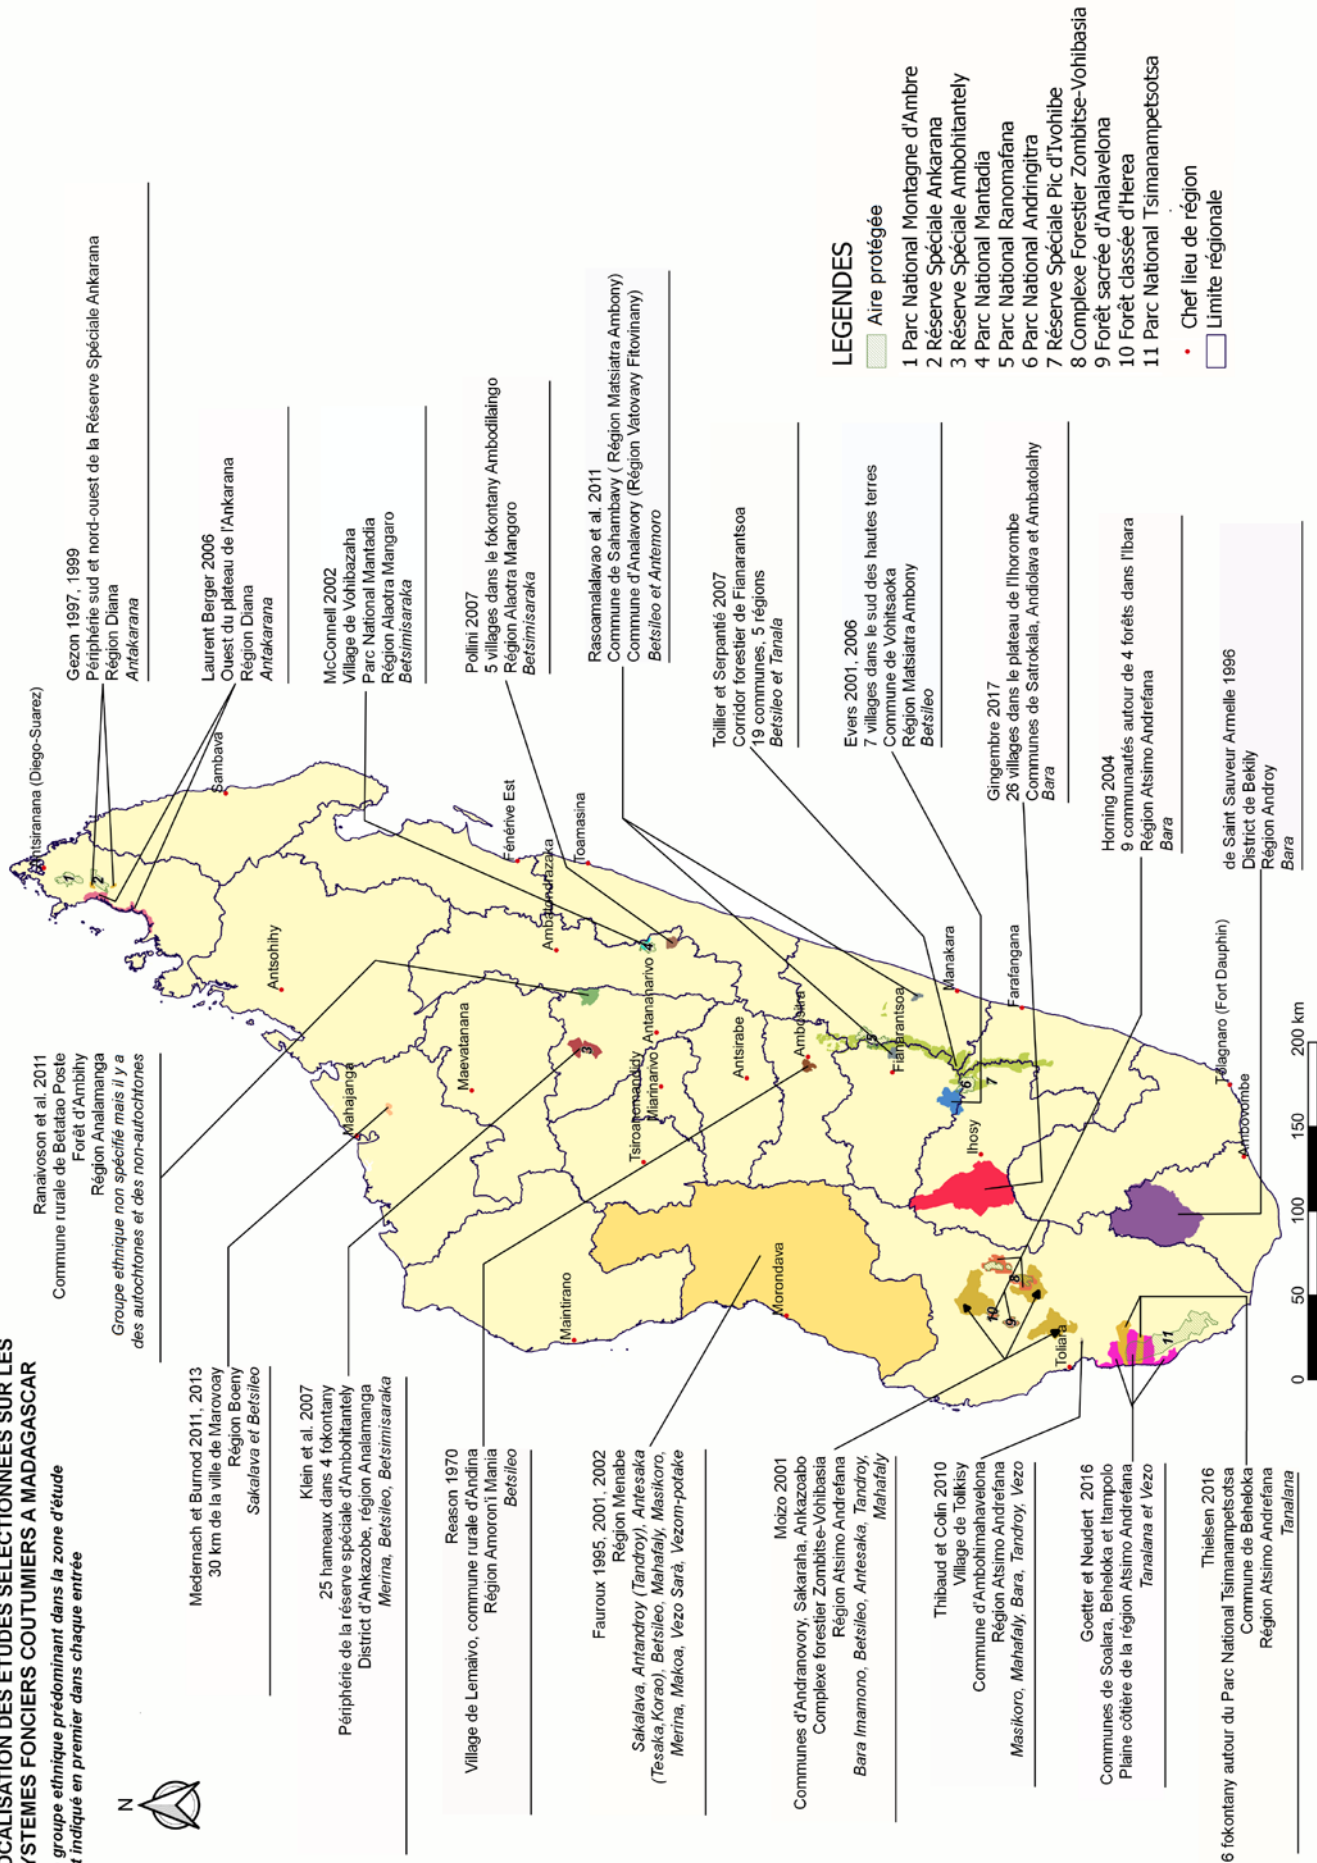 OCALISATION DES ETUDES SELECTIONNEES SUR LES
YSTEMES FONCIERS COUTUMIERS A MADAGASCAR
groupe ethnique prédominant dans la zone d'étude
t indiqué en premier dans chaque entrée
N
Ranaivoson et al. 2011
Commune rurale de Betatao Poste
Forêt d'Ambihy
Région Analamanga
Groupe ethnique non spécifié mais il y a
des autochtones et des non-autochtones
Medernach et Burnod 2011, 2013
30 km de la ville de Marovoay
Région Boeny
Sakalava et Betsileo
Klein et al. 2007
25 hameaux dans 4 fokontany
Périphérie de la réserve spéciale d'Ambohitantely
District d'Ankazobe, région Analamanga
Merina, Betsileo, Betsimisaraka
Reason 1970
Village de Lemaivo, commune rurale d'Andina
Région Amoron'i Mania
Betsileo
Fauroux 1995, 2001, 2002
Région Menabe
Sakalava, Antandroy (Tandroy), Antesaka
(Tesaka,Korao), Betsileo, Mahafaly, Masikoro,
Merina, Makoa, Vezo Sarà, Vezom-potake
Moizo 2001
Communes d'Andranovory, Sakaraha, Ankazoabo
Complexe forestier Zombitse-Vohibasia
Région Atsimo Andrefana
Bara Imamono, Betsileo, Antesaka, Tandroy,
Mahafaly
Thibaud et Colin 2010
Village de Tolikisy
Commune d'Ambohimahavelona
Région Atsimo Andrefana
Masikoro, Mahafaly, Bara, Tandroy, Vezo
Goetter et Neudert 2016
Communes de Soalara, Beheloka et Itampolo
Plaine côtière de la région Atsimo Andrefana
Tanalana et Vezo
Thielsen 2016
6 fokontany autour du Parc National Tsimanampetsotsa
Commune de Beheloka
Région Atsimo Andrefana
Tanalana
ntsiranana (Diego-Suarez)
1
2
Sambava
Antsohihy
Mahajanga
Maevatanana
Fénérive Est
Ambatondrazaka
Toamasina
Maintirano
3
4
Tsiroanomandidy
Miarinarivo
Antananarivo
Antsirabe
Morondava
Ambositra
5
Fianarantsoa
Manakara
6
7
Ihosy
Farafangana
8
9
10
Toliara
11
Tolagnaro (Fort Dauphin)
Ambovombe
0 50 100 150 200 km
Gezon 1997, 1999
Périphérie sud et nord-ouest de la Réserve Spéciale Ankarana
Région Diana
Antakarana
Laurent Berger 2006
Ouest du plateau de l'Ankarana
Région Diana
Antakarana
McConnell 2002
Village de Vohibazaha
Parc National Mantadia
Région Alaotra Mangaro
Betsimisaraka
Pollini 2007
5 villages dans le fokontany Ambodilaingo
Région Alaotra Mangoro
Betsimisaraka
Rasoamalalavao et al. 2011
Commune de Sahambavy ( Région Matsiatra Ambony)
Commune d'Analavory (Région Vatovavy Fitovinany)
Betsileo et Antemoro
Toillier et Serpantié 2007
Corridor forestier de Fianarantsoa
19 communes, 5 régions
Betsileo et Tanala
Evers 2001, 2006
7 villages dans le sud des hautes terres
Commune de Vohitsaoka
Région Matsiatra Ambony
Betsileo
Gingembre 2017
26 villages dans le plateau de l'Ihorombe
Communes de Satrokala, Andiolava et Ambatolahy
Bara
Horning 2004
9 communautés autour de 4 forêts dans l'Ibara
Région Atsimo Andrefana
Bara
de Saint Sauveur Armelle 1996
District de Bekily
Région Androy
Bara
LEGENDES
Aire protégée
1 Parc National Montagne d'Ambre
2 Réserve Spéciale Ankarana
3 Réserve Spéciale Ambohitantely
4 Parc National Mantadia
5 Parc National Ranomafana
6 Parc National Andringitra
7 Réserve Spéciale Pic d'Ivohibe
8 Complexe Forestier Zombitse-Vohibasia
9 Forêt sacrée d'Analavelona
10 Forêt classée d'Herea
11 Parc National Tsimanampetsotsa
Chef lieu de région
Limite régionale